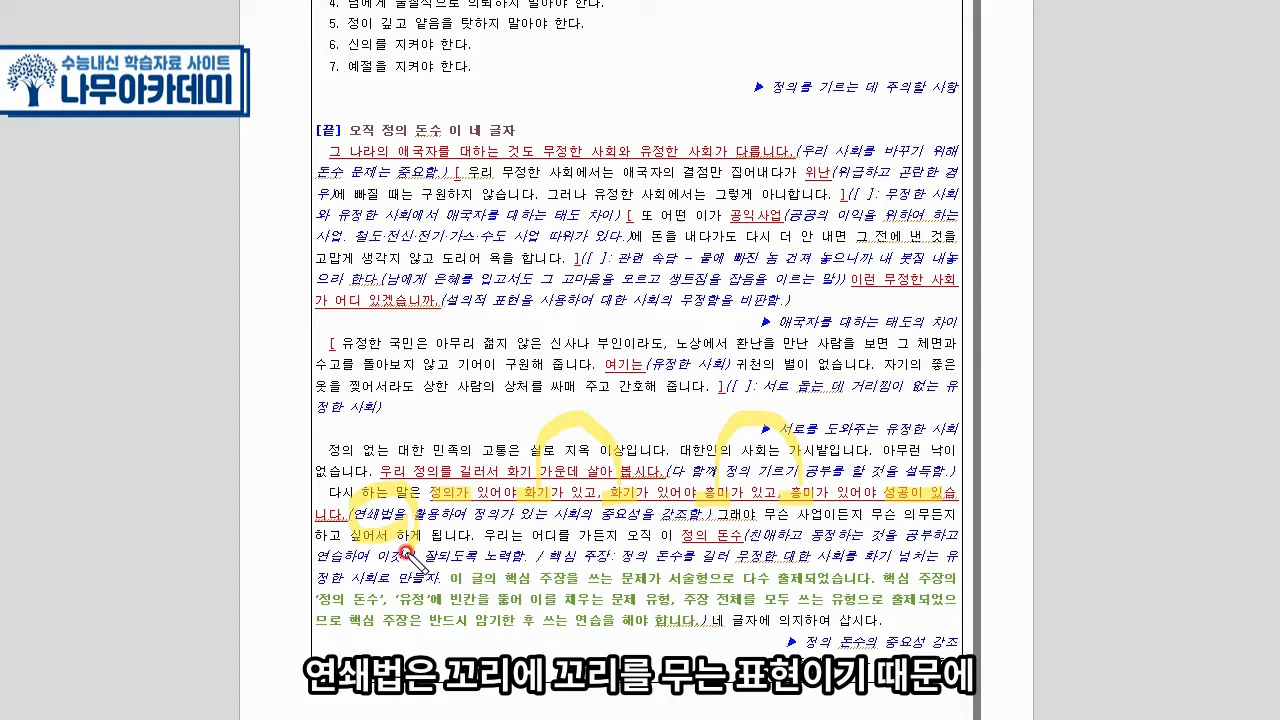 4. 남에게 물질적으로 의뢰하지 말아야 한다.
5. 정이 깊고 얕음을 탓하지 말아야 한다.
6. 신의를 지켜야 한다.
7. 예절을 지켜야 한다.
수능내신 학습자료 사이트
나무아카데미
▶ 정의를 기르는 데 주의할 사항
[끝] 오직 정의 돈수 이 네 글자
그 나라의 애국자를 대하는 것도 무정한 사회와 유정한 사회가 다릅니다.(우리 사회를 바꾸기 위해
돈수 문제는 중요함.) [ 우리 무정한 사회에서는 애국자의 결점만 집어내다가 위난(위급하고 곤란한 경
우)에 빠질 때는 구원하지 않습니다. 그러나 유정한 사회에서는 그렇게 아니합니다. ]([ ]: 무정한 사회
와 유정한 사회에서 애국자를 대하는 태도 차이) [ 또 어떤 이가 공익사업(공공의 이익을 위하여 하는
사업. 철도·전신·전기·가스·수도 사업 따위가 있다.)에 돈을 내다가도 다시 더 안 내면 그 전에 낸 것을
고맙게 생각지 않고 도리어 욕을 합니다. ]([ ]: 관련 속담 – 물에 빠진 놈 건져 놓으니까 내 봇짐 내놓
으라 한다.(남에게 은혜를 입고서도 그 고마움을 모르고 생트집을 잡음을 이르는 말)) 이런 무정한 사회
가 어디 있겠습니까.(설의적 표현을 사용하여 대한 사회의 무정함을 비판함.)
▶ 애국자를 대하는 태도의 차이
[ 유정한 국민은 아무리 젊지 않은 신사나 부인이라도, 노상에서 환난을 만난 사람을 보면 그 체면과
수고를 돌아보지 않고 기어이 구원해 줍니다. 여기는(유정한 사회) 귀천의 별이 없습니다. 자기의 좋은
옷을 찢어서라도 상한 사람의 상처를 싸매 주고 간호해 줍니다. ]([ ]: 서로 돕는 데 거리낌이 없는 유
정한 사회)
▶ 서로를 도와주는 유정한 사회
정의 없는 대한 민족의 고통은 실로 지옥 이상입니다. 대한인의 사회는 가시밭입니다. 아무런 낙이
없습니다. 우리 정의를 길러서 화기 가운데 살아 봅시다.(다 함께 정의 기르기 공부를 할 것을 설득함.)
다시 하는 말은 정의가 있어야 화기가 있고, 화기가 있어야 흥미가 있고, 흥미가 있어야 성공이 있습
니다.(연쇄법을 활용하여 정의가 있는 사회의 중요성을 강조함.) 그래야 무슨 사업이든지 무슨 의무든지
하고 싶어서 하게 됩니다. 우리는 어디를 가든지 오직 이 정의 돈수(친애하고 동정하는 것을 공부하고
연습하여 이것이 잘되도록 노력함. / 핵심 주장: 정의 돈수를 길러 무정한 대한 사회를 화기 넘치는 유
정한 사회로 만들자. 이 글의 핵심 주장을 쓰는 문제가 서술형으로 다수 출제되었습니다. 핵심 주장의
'정의 돈수', '유정'에 빈칸을 뚫어 이를 채우는 문제 유형, 주장 전체를 모두 쓰는 유형으로 출제되었으
므로 핵심 주장은 반드시 암기한 후 쓰는 연습을 해야 합니다.) 네 글자에 의지하여 삽시다.
▶ 정의 돈수의 중요성 강조
연쇄법은 꼬리에 꼬리를 무는 표현이기 때문에